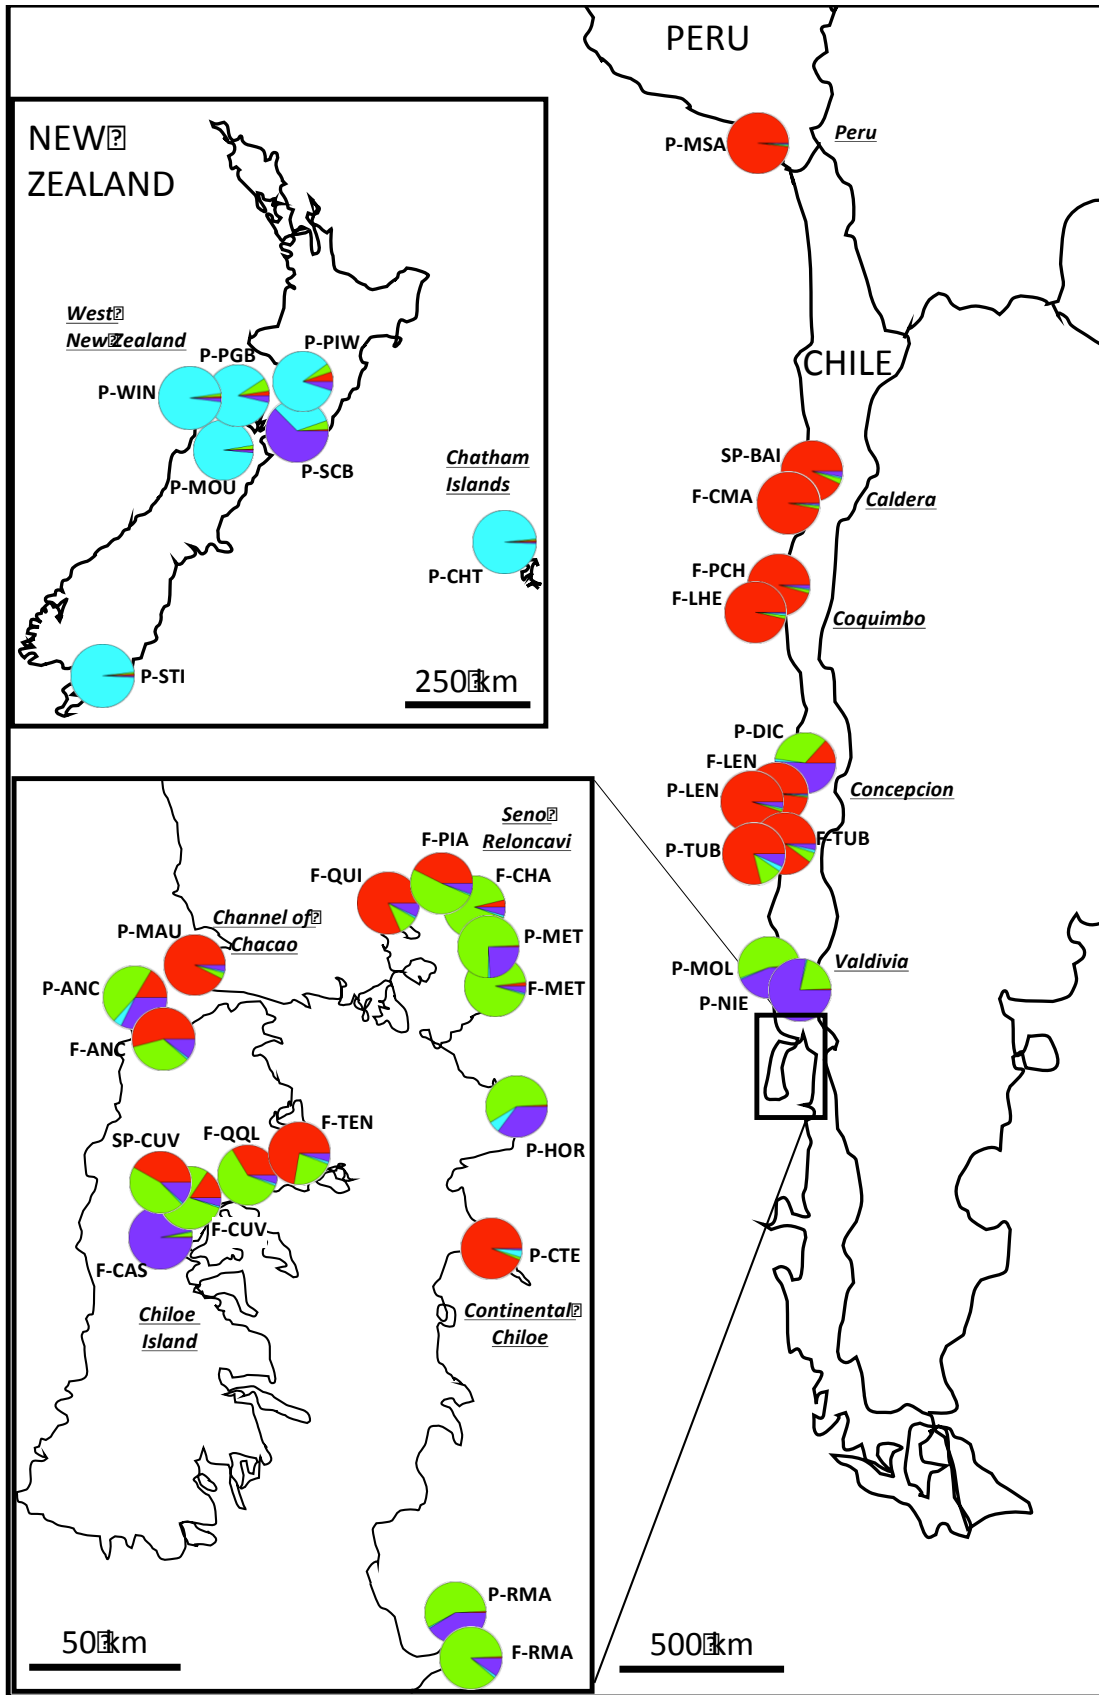 PERU
P-MSA
Peru
NEW
ZEALAND
West
New Zealand
P-PGB
P-PIW
P-WIN
P-MOU
P-SCB
Chatham
Islands
P-CHT
P-STI
250 km
CHILE
SP-BAI
F-CMA
Caldera
F-PCH
F-LHE
Coquimbo
P-DIC
F-LEN
P-LEN
Concepcion
P-TUB
F-TUB
P-MOL
Valdivia
P-NIE
Seno
Reloncavi
F-PIA
F-QUI
F-CHA
Channel of
Chacao
P-MAU
P-MET
P-ANC
F-MET
F-ANC
P-HOR
F-TEN
F-QQL
SP-CUV
F-CUV
F-CAS
P-CTE
Chiloe
Island
Continental
Chiloe
P-RMA
F-RMA
50 km
500 km